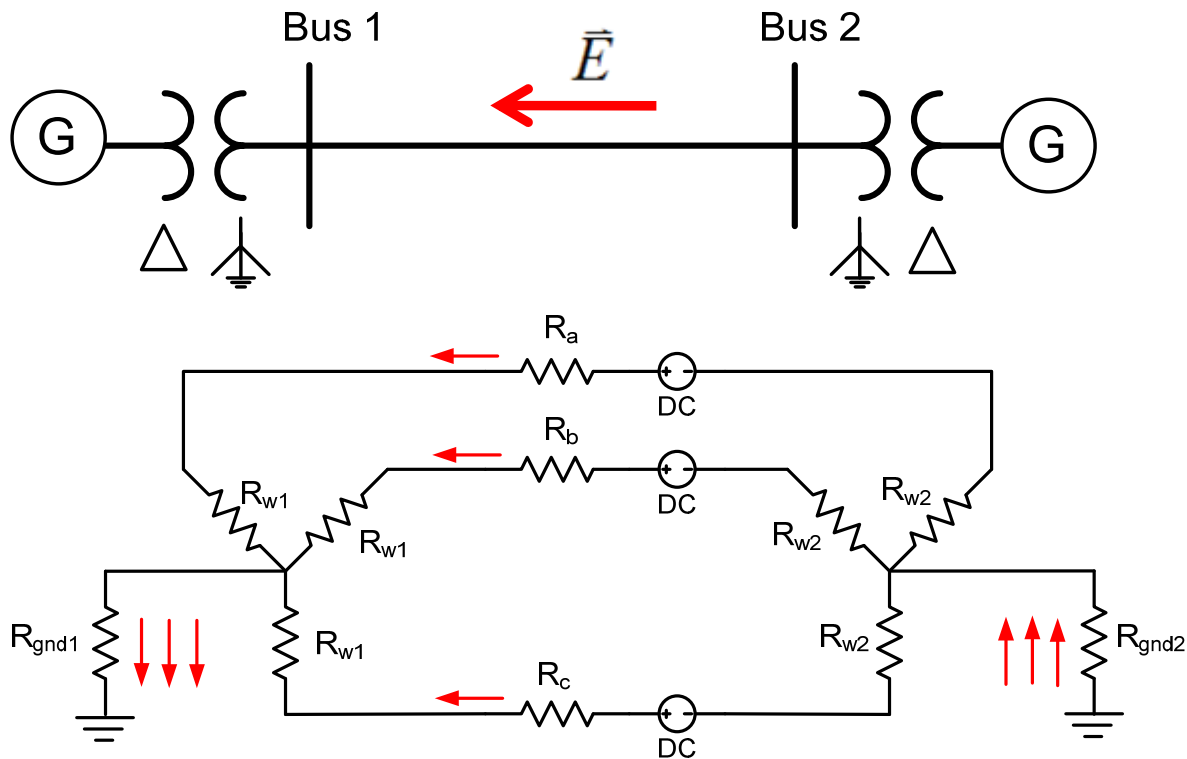 Bus 1
Bus 2
E
G
G
Ra
DC
Rb
DC
Rw1
Rw1
Rw2
Rw2
Rgnd1
Rw1
Rw2
Rgnd2
Rc
DC